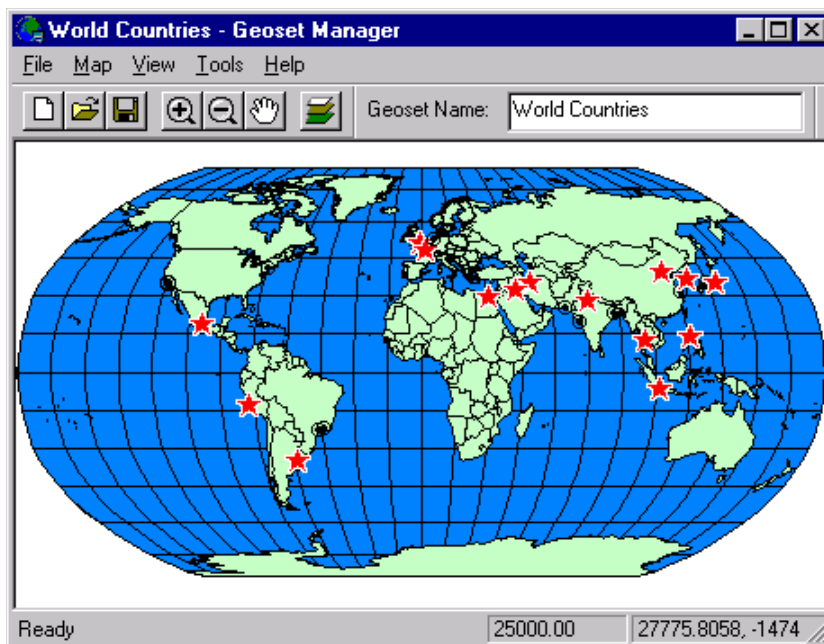 World Countries - Geoset Manager
File Map View Tools Help
Geoset Name: World Countries
Ready 25000.00 27775.8058, -1474